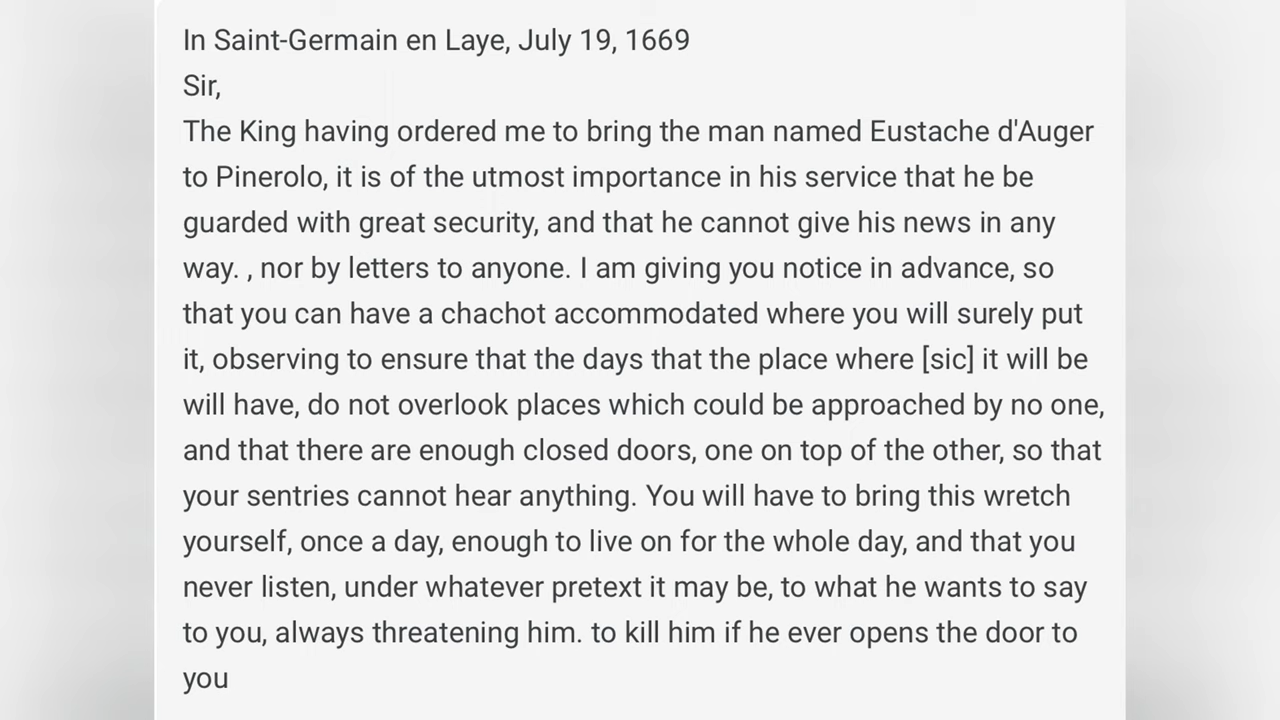 In Saint-Germain en Laye, July 19, 1669
Sir,
The King having ordered me to bring the man named Eustache d'Auger
to Pinerolo, it is of the utmost importance in his service that he be
guarded with great security, and that he cannot give his news in any
way. , nor by letters to anyone. I am giving you notice in advance, so
that you can have a chachot accommodated where you will surely put
it, observing to ensure that the days that the place where [sic] it will be
will have, do not overlook places which could be approached by no one,
and that there are enough closed doors, one on top of the other, so that
your sentries cannot hear anything. You will have to bring this wretch
yourself, once a day, enough to live on for the whole day, and that you
never listen, under whatever pretext it may be, to what he wants to say
to you, always threatening him. to kill him if he ever opens the door to
you